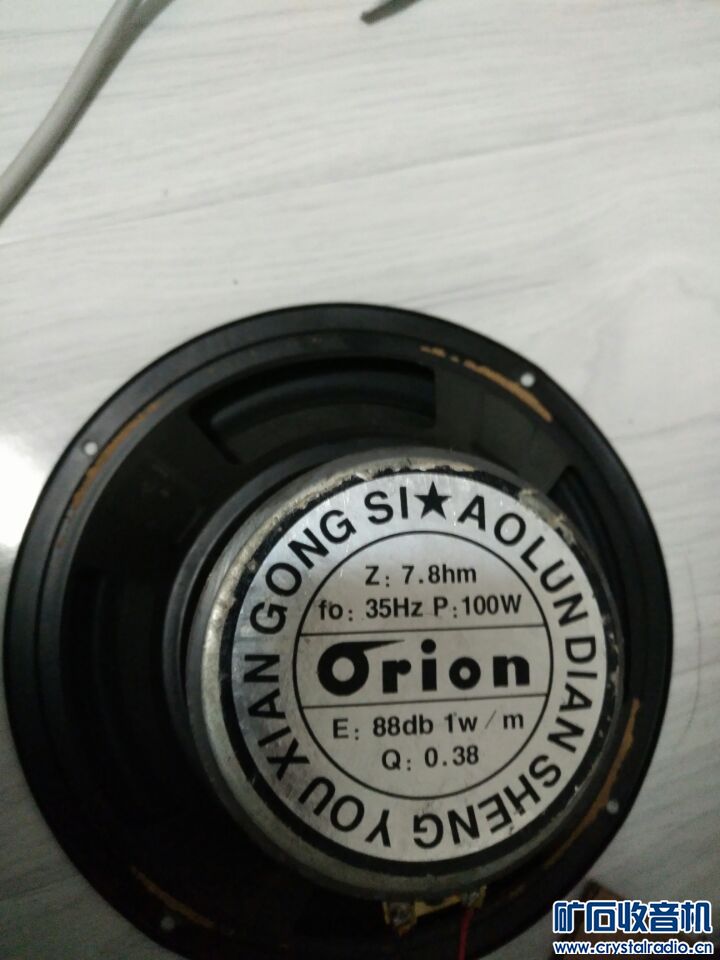 AOLUN DIAN SHENG YOU XIAN GONG SI★
Z: 7.8hm
fo: 35Hz P:100W
Orion
E: 88db 1w/m
Q: 0.38
矿石收音机
www.crystalradio.cn